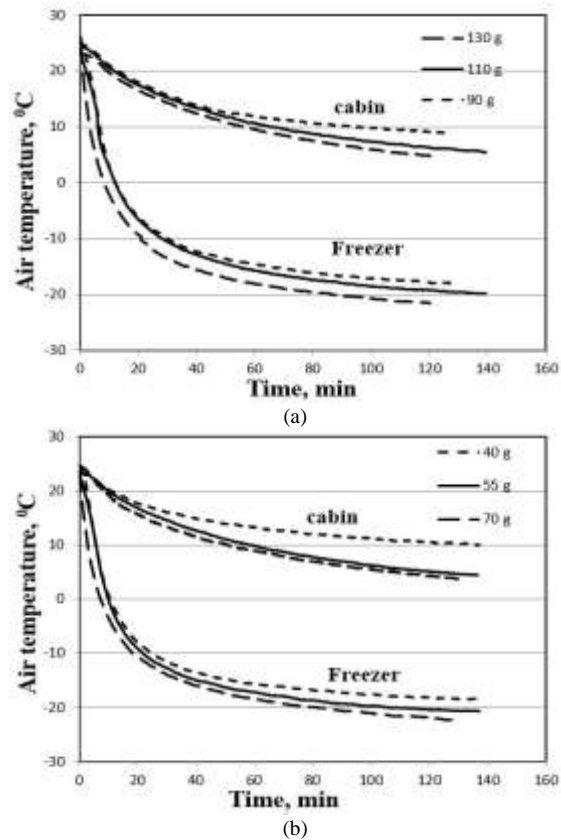 30
20
10
0
-10
-20
-30
Air temperature, ⁰C
130 g
110 g
90 g
cabin
Freezer
0 20 40 60 80 100 120 140 160
Time, min
(a)
30
20
10
0
-10
-20
-30
Air temperature, ⁰C
40 g
55 g
70 g
cabin
Freezer
0 20 40 60 80 100 120 140 160
Time, min
(b)